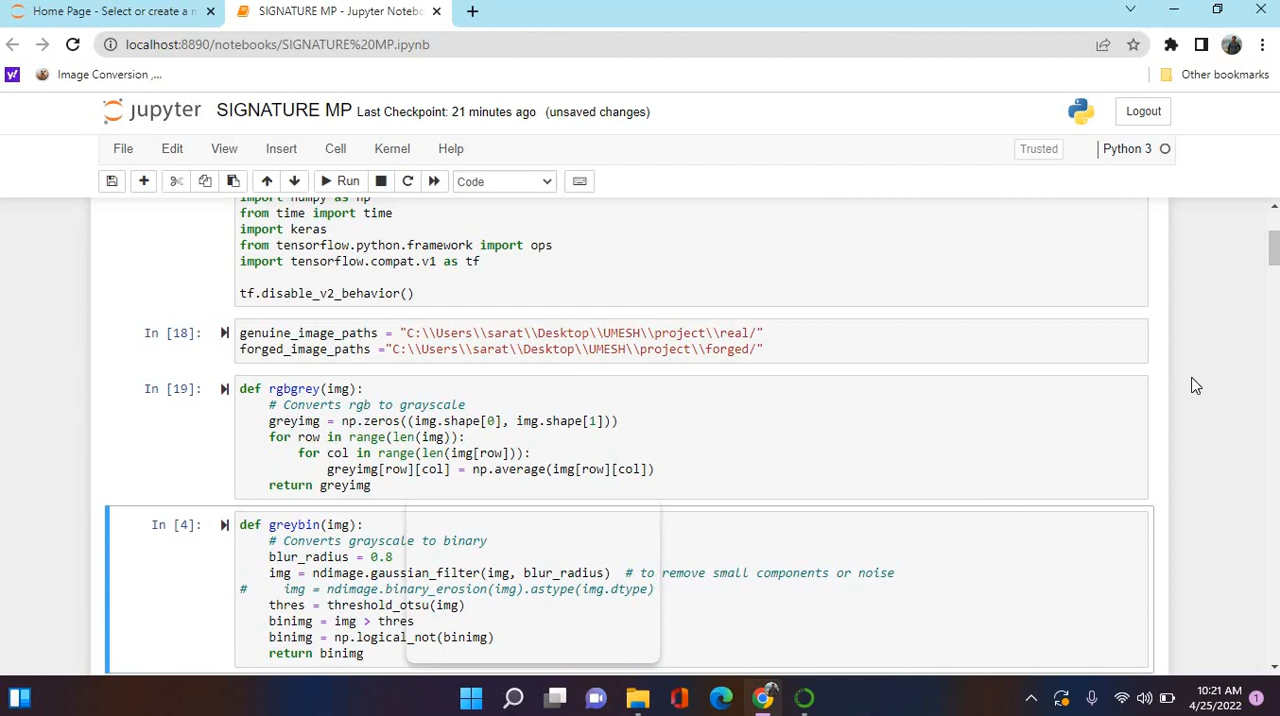 Home Page - Select or create a n
SIGNATURE MP - Jupyter Notebo
localhost:8890/notebooks/SIGNATURE%20MP.ipynb
Image Conversion ,...
Other bookmarks
jupyter SIGNATURE MP Last Checkpoint: 21 minutes ago (unsaved changes)
Logout
File Edit View Insert Cell Kernel Help
Trusted
Python 3
Run
Code
import numpy as np
from time import time
import keras
from tensorflow.python.framework import ops
import tensorflow.compat.v1 as tf
tf.disable_v2_behavior()
In [18]:
genuine_image_paths = "C:\\Users\\sarat\\Desktop\\UMESH\\project\\real/"
forged_image_paths ="C:\\Users\\sarat\\Desktop\\UMESH\\project\\forged/"
In [19]:
def rgbgrey(img):
# Converts rgb to grayscale
greyimg = np.zeros((img.shape[0], img.shape[1]))
for row in range(len(img)):
for col in range(len(img[row])):
greyimg[row][col] = np.average(img[row][col])
return greyimg
In [4]:
def greybin(img):
# Converts grayscale to binary
blur_radius = 0.8
img = ndimage.gaussian_filter(img, blur_radius)  # to remove small components or noise
#     img = ndimage.binary_erosion(img).astype(img.dtype)
thres = threshold_otsu(img)
binimg = img > thres
binimg = np.logical_not(binimg)
return binimg
10:21 AM
4/25/2022
1